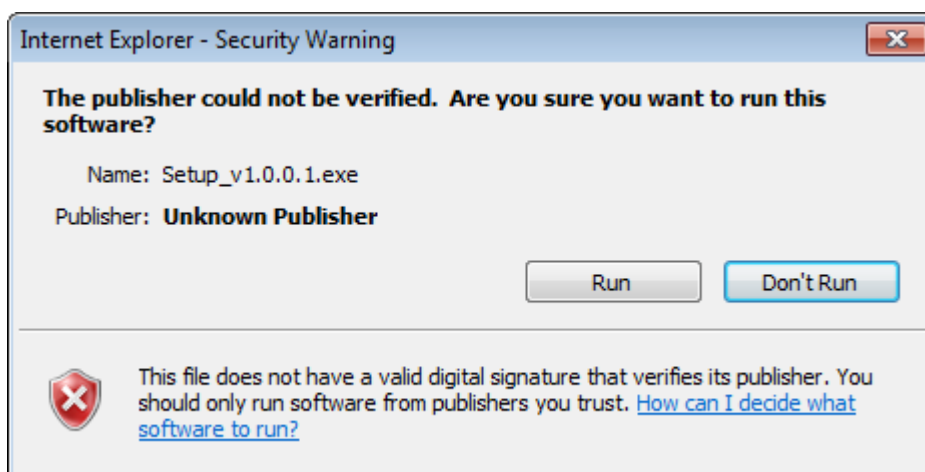 Internet Explorer - Security Warning
The publisher could not be verified.  Are you sure you want to run this
software?
Name: Setup_v1.0.0.1.exe
Publisher: Unknown Publisher
Run Don't Run
This file does not have a valid digital signature that verifies its publisher. You
should only run software from publishers you trust. How can I decide what
software to run?